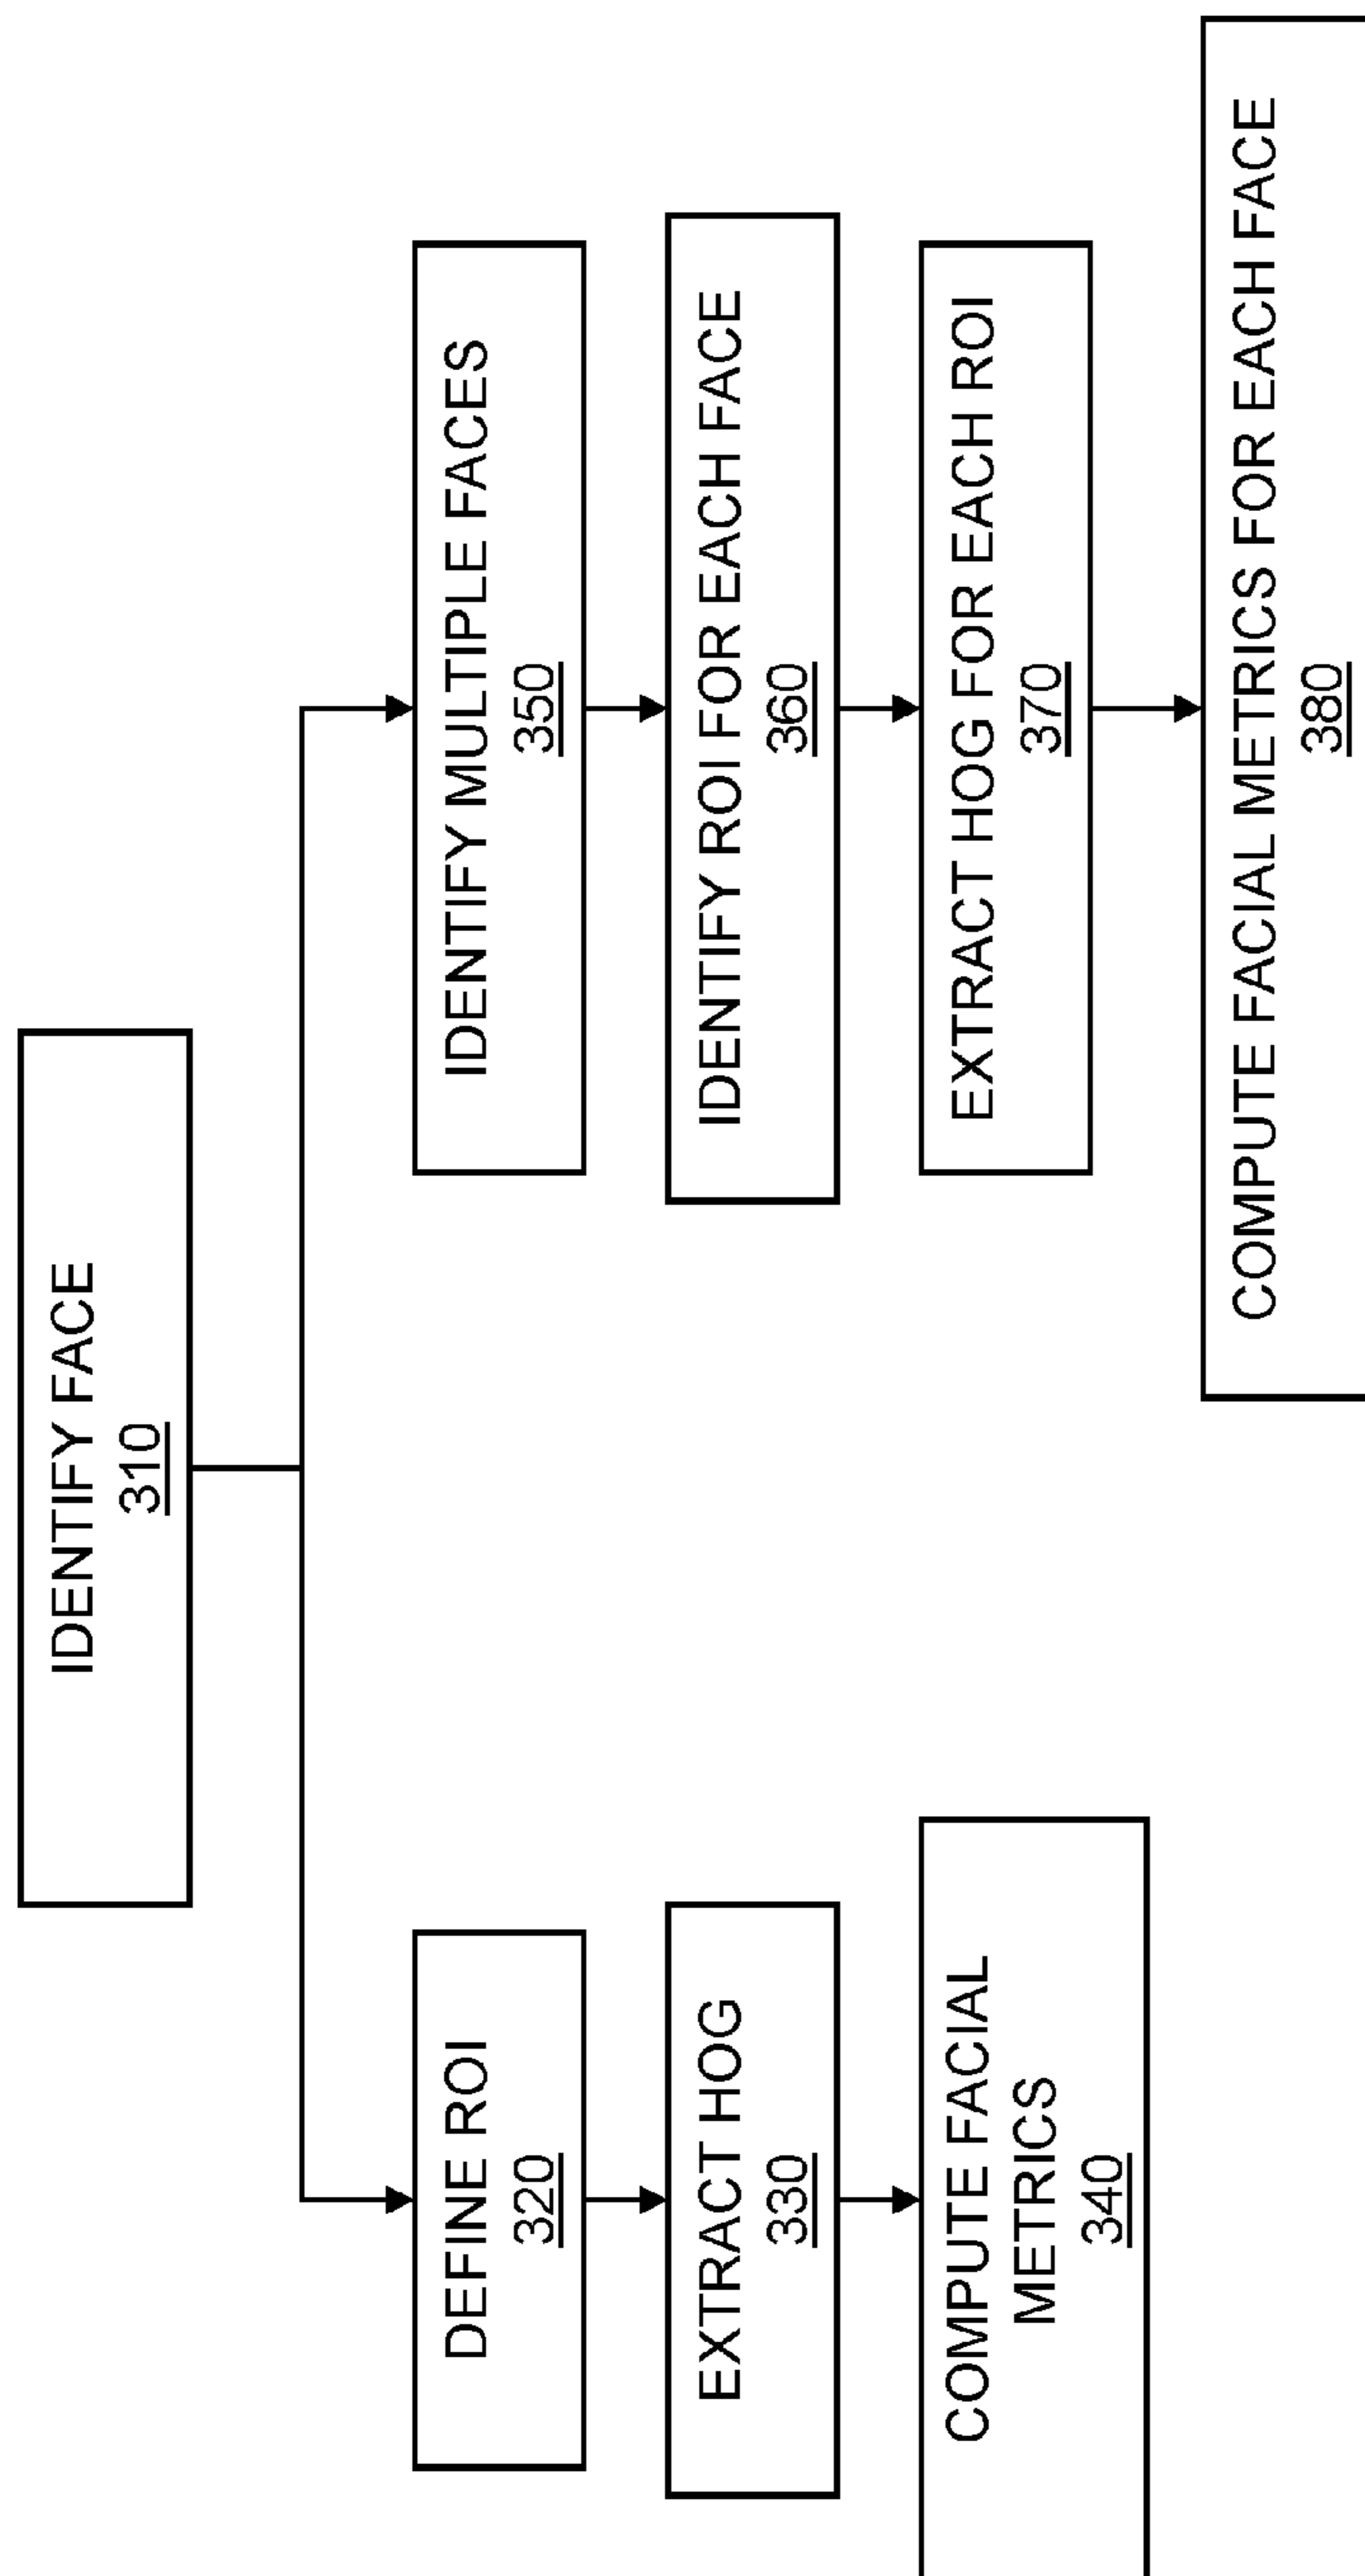 IDENTIFY FACE
310
DEFINE ROI
320
EXTRACT HOG
330
COMPUTE FACIAL
METRICS
340
IDENTIFY MULTIPLE FACES
350
IDENTIFY ROI FOR EACH FACE
360
EXTRACT HOG FOR EACH ROI
370
COMPUTE FACIAL METRICS FOR EACH FACE
380